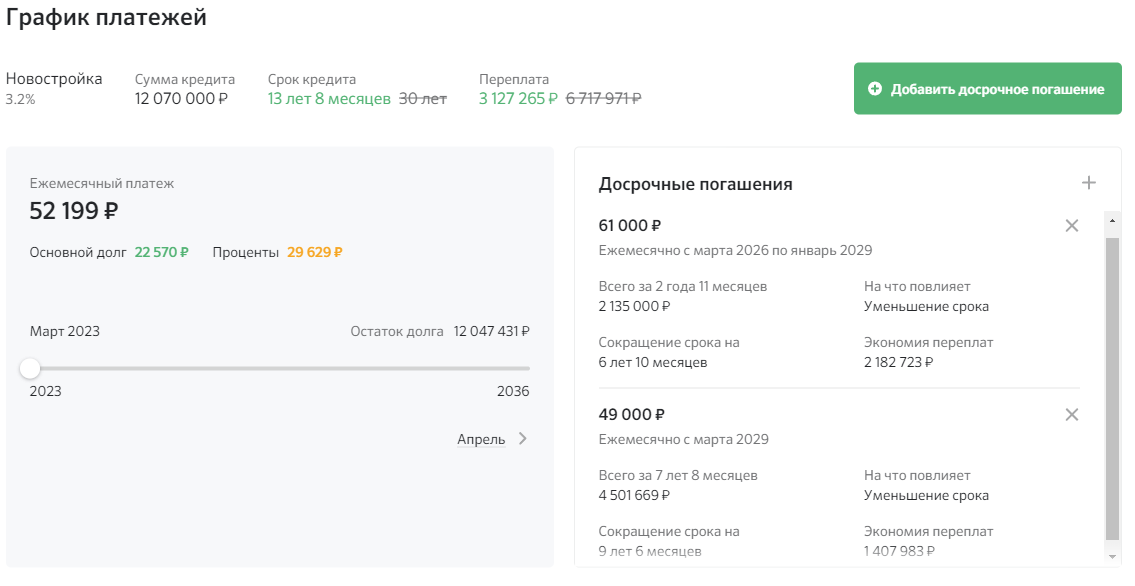 График платежей
Новостройка
3.2%
Сумма кредита
12 070 000 ₽
Срок кредита
13 лет 8 месяцев 30 лет
Переплата
3 127 265 ₽ 6 717 971 ₽
Добавить досрочное погашение
Ежемесячный платеж
52 199 ₽
Основной долг 22 570 ₽ Проценты 29 629 ₽
Март 2023 Остаток долга 12 047 431 ₽
2023 2036
Апрель
Досрочные погашения
61 000 ₽
Ежемесячно с марта 2026 по январь 2029
Всего за 2 года 11 месяцев
2 135 000 ₽
На что повлияет
Уменьшение срока
Сокращение срока на
6 лет 10 месяцев
Экономия переплат
2 182 723 ₽
49 000 ₽
Ежемесячно с марта 2029
Всего за 7 лет 8 месяцев
4 501 669 ₽
На что повлияет
Уменьшение срока
Сокращение срока на
9 лет 6 месяцев
Экономия переплат
1 407 983 ₽